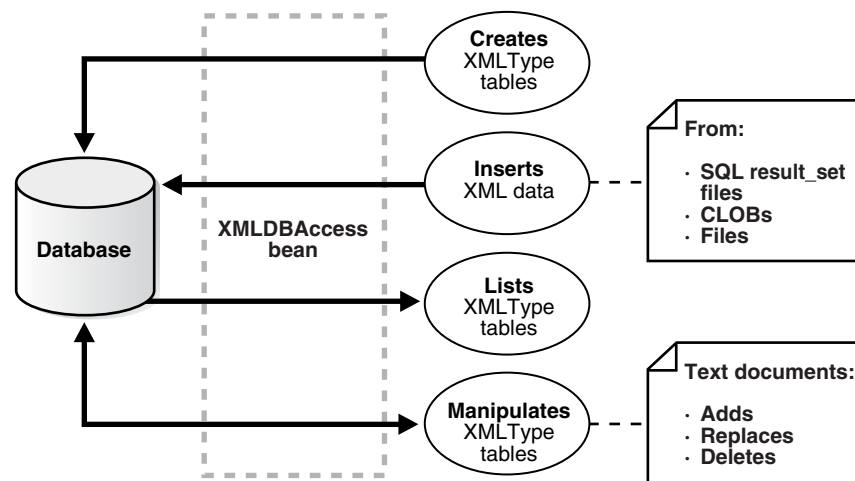 Creates
XMLType
tables
From:
· SQL result_set
files
· CLOBs
· Files
Inserts
XML data
Database
XMLDBAccess
bean
Lists
XMLType
tables
Text documents:
· Adds
· Replaces
· Deletes
Manipulates
XMLType
tables